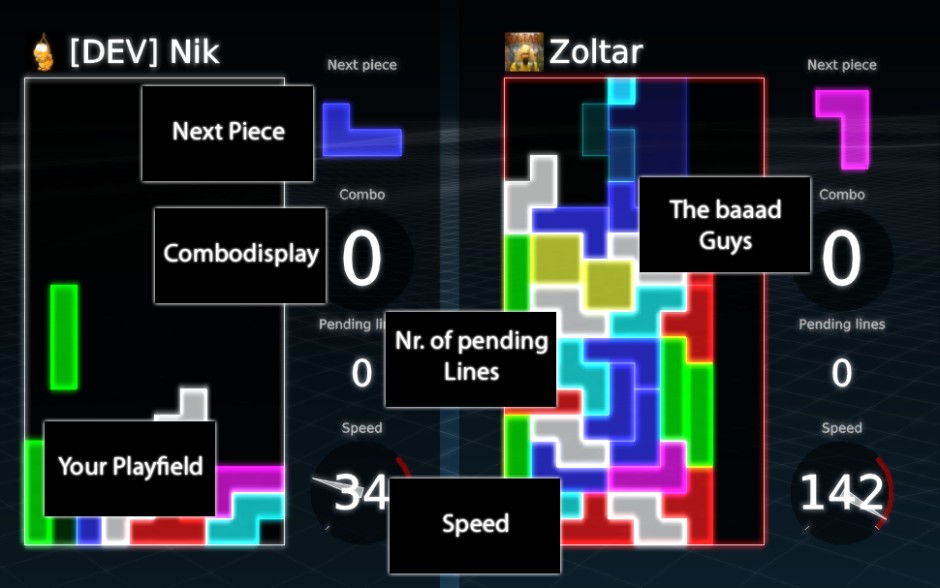 [DEV] Nik
Next piece
Next Piece
Combo
Combodisplay
0
Pending li
0
Nr. of pending
Lines
Speed
34
Your Playfield
Speed
Zoltar
Next piece
The baaad
Guys
Combo
0
Pending lines
0
Speed
142